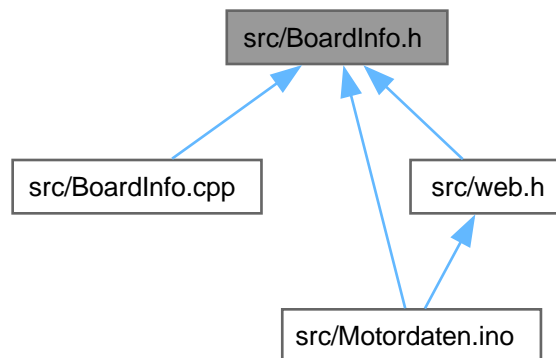 src/BoardInfo.h
src/BoardInfo.cpp
src/web.h
src/Motordaten.ino